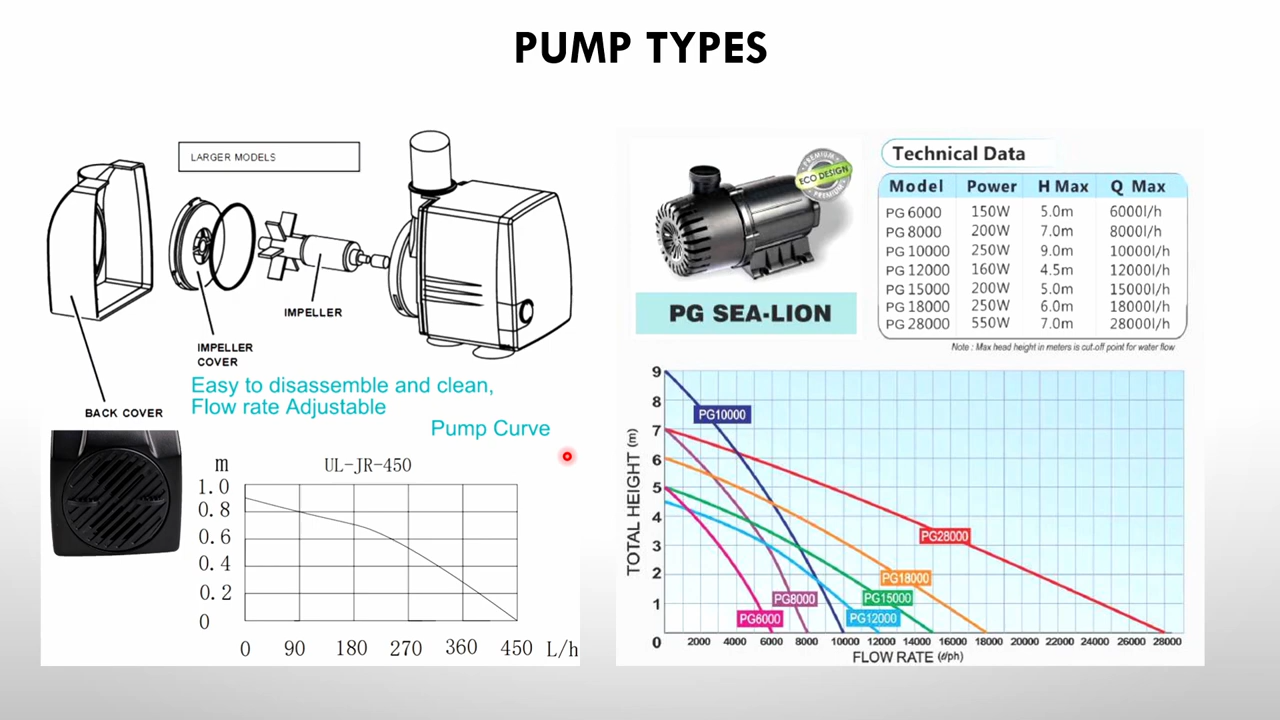 PUMP TYPES
LARGER MODELS
IMPELLER
IMPELLER
COVER
BACK COVER
Easy to disassemble and clean,
Flow rate Adjustable
Pump Curve
m
UL-JR-450
1.0
0.8
0.6
0.4
0.2
0
0 90 180 270 360 450 L/h
PREMIUM
ECO DESIGN
PREMIUM
PG SEA-LION
Technical Data
Model Power H Max Q Max
PG 6000 150W 5.0m 6000l/h
PG 8000 200W 7.0m 8000l/h
PG 10000 250W 9.0m 10000l/h
PG 12000 160W 4.5m 12000l/h
PG 15000 200W 5.0m 15000l/h
PG 18000 250W 6.0m 18000l/h
PG 28000 550W 7.0m 28000l/h
Note : Max head height in meters is cut-off point for water flow
TOTAL HEIGHT (m)
9
8
7
6
5
4
3
2
1
0
PG10000
PG28000
PG18000
PG8000
PG15000
PG6000
PG12000
2000 4000 6000 8000 10000 12000 14000 16000 18000 20000 22000 24000 26000 28000
FLOW RATE (ℓ/ph)